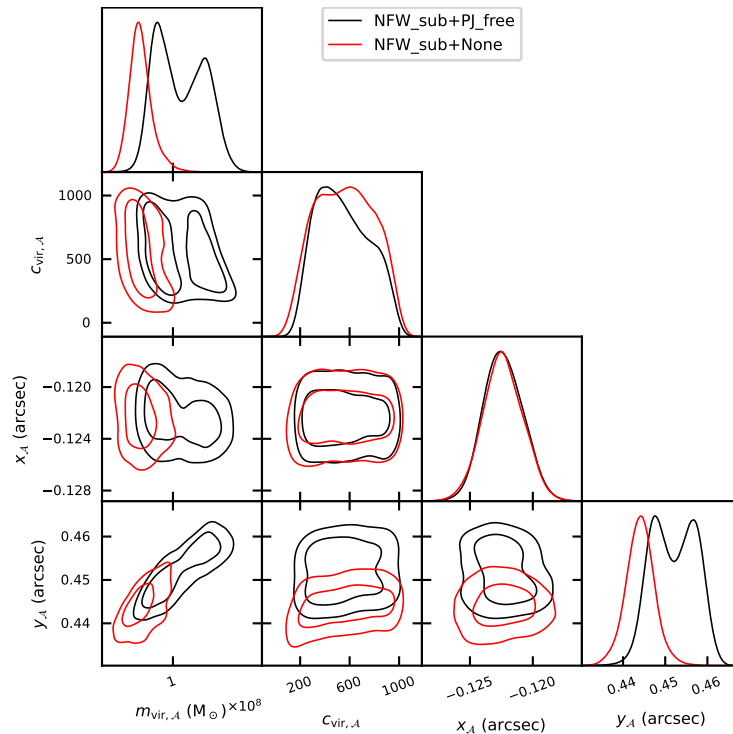 NFW_sub+PJ_free
NFW_sub+None
1000
500
0
c_vir,𝒜
−0.120
−0.124
−0.128
x_𝒜 (arcsec)
0.46
0.45
0.44
y_𝒜 (arcsec)
1
×10⁸
m_vir,𝒜 (M_⊙)
200 600 1000
c_vir,𝒜
−0.125 −0.120
x_𝒜 (arcsec)
0.44 0.45 0.46
y_𝒜 (arcsec)